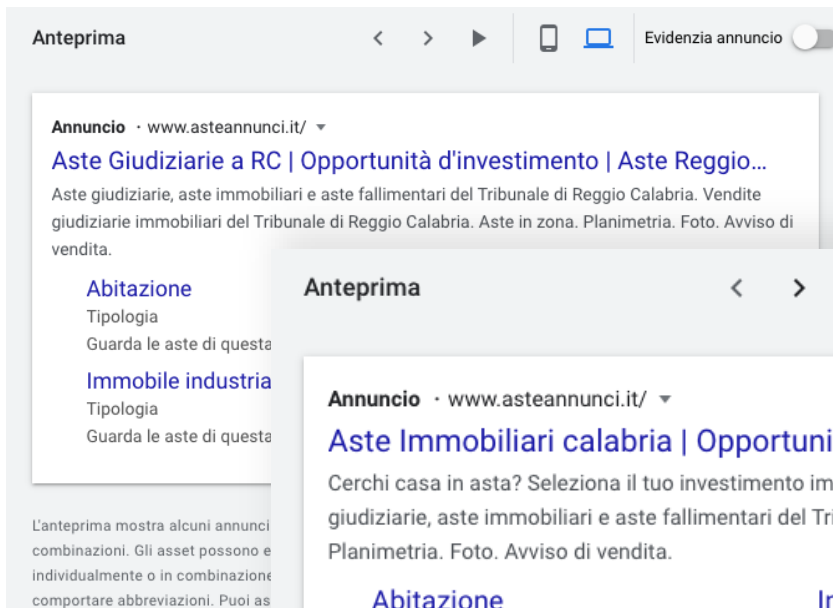 Anteprima
Evidenzia annuncio
Annuncio · www.asteannunci.it/
Aste Giudiziarie a RC | Opportunità d'investimento | Aste Reggio...
Aste giudiziarie, aste immobiliari e aste fallimentari del Tribunale di Reggio Calabria. Vendite
giudiziarie immobiliari del Tribunale di Reggio Calabria. Aste in zona. Planimetria. Foto. Avviso di
vendita.
Abitazione
Tipologia
Guarda le aste di questa
Immobile industria
Tipologia
Guarda le aste di questa
L'anteprima mostra alcuni annunci
combinazioni. Gli asset possono e
individualmente o in combinazione
comportare abbreviazioni. Puoi as
Anteprima
Annuncio · www.asteannunci.it/
Aste Immobiliari calabria | Opportuni
Cerchi casa in asta? Seleziona il tuo investimento im
giudiziarie, aste immobiliari e aste fallimentari del Tri
Planimetria. Foto. Avviso di vendita.
Abitazione